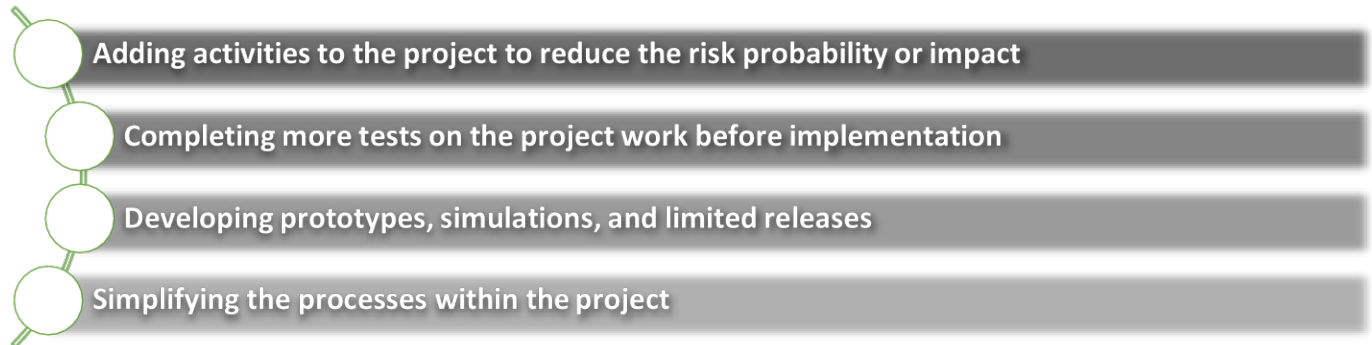 Adding activities to the project to reduce the risk probability or impact
Completing more tests on the project work before implementation
Developing prototypes, simulations, and limited releases
Simplifying the processes within the project